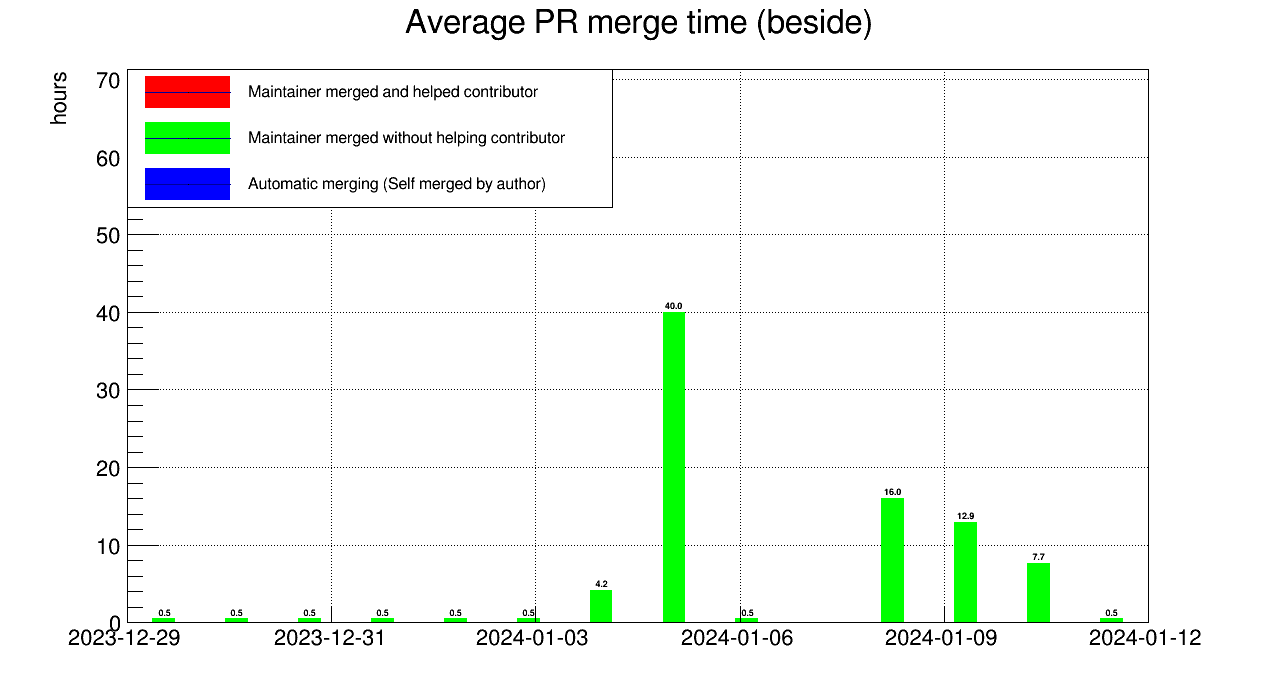 Average PR merge time (beside)
hours
70
Maintainer merged and helped contributor
Maintainer merged without helping contributor
60
Automatic merging (Self merged by author)
50
40
40.0
30
20
16.0
12.9
10
7.7
4.2
0.5 0.5 0.5 0.5 0.5 0.5 0.5 0.5
0
2023-12-29 2023-12-31 2024-01-03 2024-01-06 2024-01-09 2024-01-12